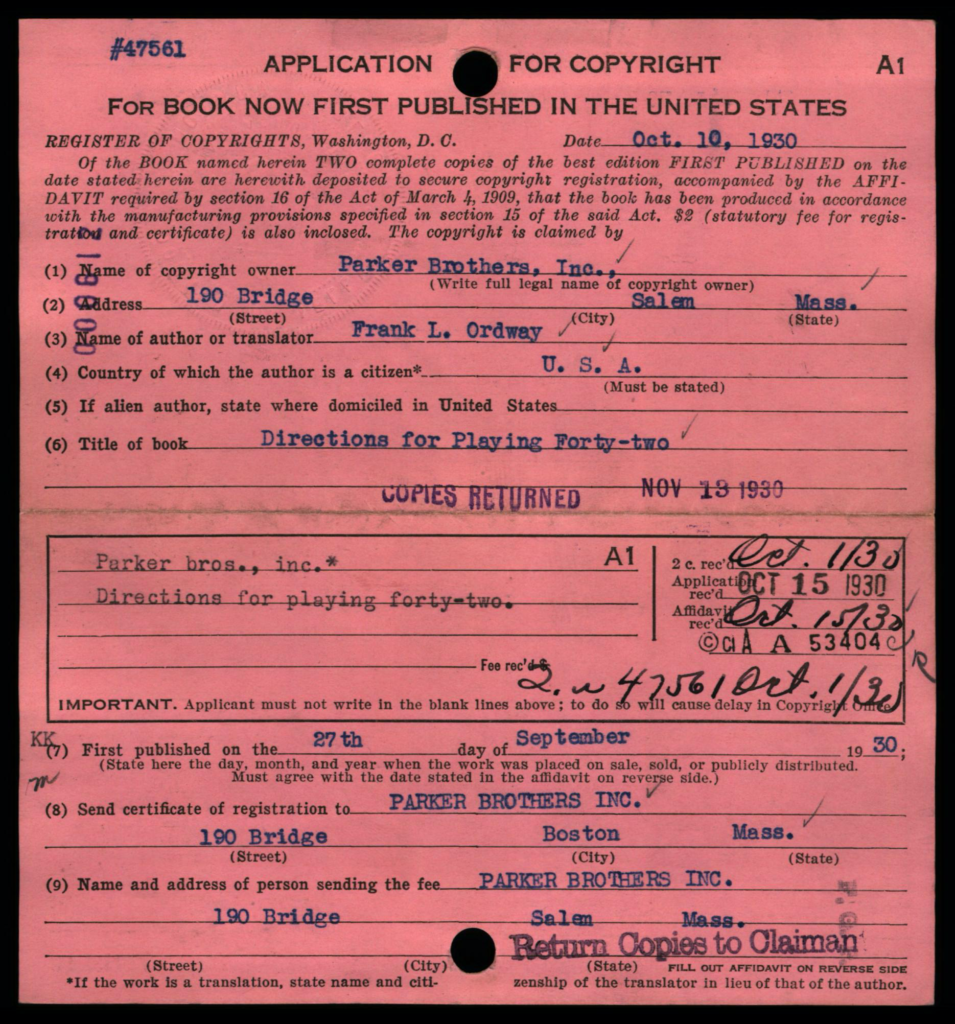 #47561
APPLICATION FOR COPYRIGHT A1
FOR BOOK NOW FIRST PUBLISHED IN THE UNITED STATES
REGISTER OF COPYRIGHTS, Washington, D. C. Date Oct. 10, 1930
Of the BOOK named herein TWO complete copies of the best edition FIRST PUBLISHED on the
date stated herein are herewith deposited to secure copyright registration, accompanied by the AFFI-
DAVIT required by section 16 of the Act of March 4, 1909, that the book has been produced in accordance
with the manufacturing provisions specified in section 15 of the said Act. $2 (statutory fee for regis-
tration and certificate) is also inclosed. The copyright is claimed by
(1) Name of copyright owner Parker Brothers, Inc.,
(Write full legal name of copyright owner)
(2) Address 190 Bridge Salem Mass.
(Street) (City) (State)
(3) Name of author or translator Frank L. Ordway
(4) Country of which the author is a citizen* U. S. A.
(Must be stated)
(5) If alien author, state where domiciled in United States
(6) Title of book Directions for Playing Forty-two
COPIES RETURNED NOV 13 1930
Parker bros., inc.* A1 2 c. rec'd Oct. 1/30
Directions for playing forty-two. Application rec'd OCT 15 1930
Affidavit rec'd Oct. 15/30
© Cl A A 53404
Fee rec'd $
2. 47561 Oct. 1/30
IMPORTANT. Applicant must not write in the blank lines above; to do so will cause delay in Copyright Office.
KK
(7) First published on the 27th day of September 1930;
(State here the day, month, and year when the work was placed on sale, sold, or publicly distributed.
Must agree with the date stated in the affidavit on reverse side.)
m
(8) Send certificate of registration to PARKER BROTHERS INC.
190 Bridge Boston Mass.
(Street) (City) (State)
(9) Name and address of person sending the fee PARKER BROTHERS INC.
190 Bridge Salem Mass.
Return Copies to Claiman
(Street) (City) (State) FILL OUT AFFIDAVIT ON REVERSE SIDE
*If the work is a translation, state name and citi- zenship of the translator in lieu of that of the author.